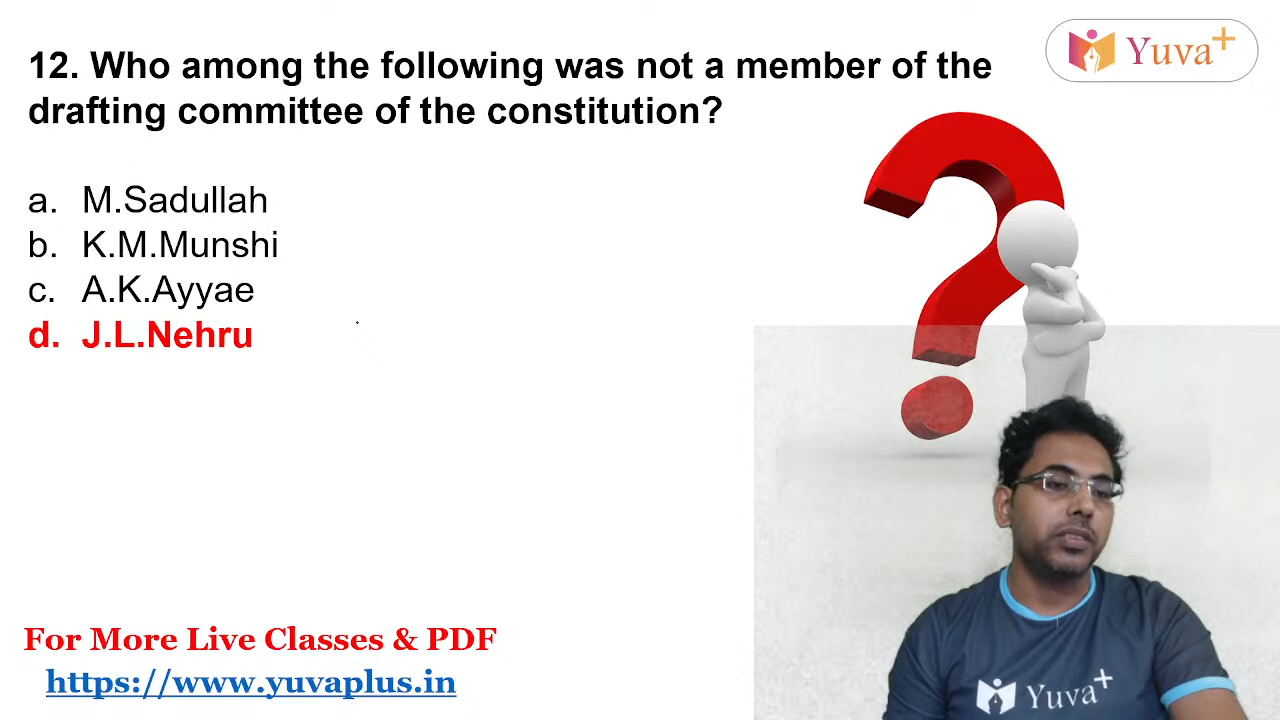 12. Who among the following was not a member of the
drafting committee of the constitution?
Yuva+
a. M.Sadullah
b. K.M.Munshi
c. A.K.Ayyae
d. J.L.Nehru
For More Live Classes & PDF
https://www.yuvaplus.in
Yuva+